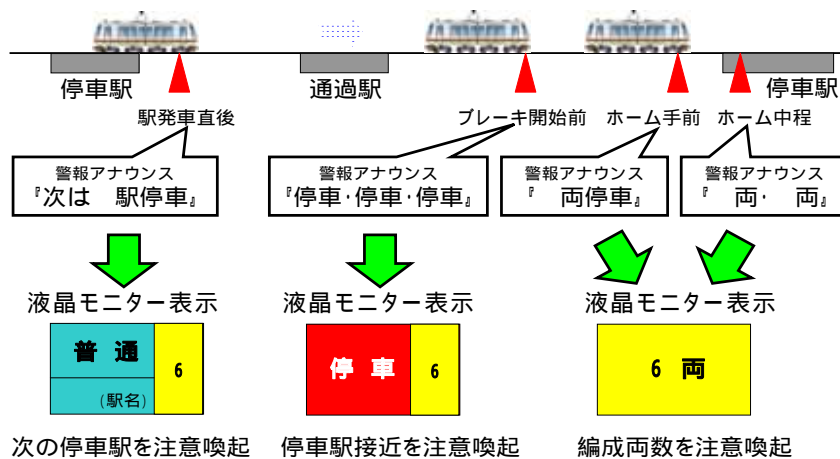 停車駅
通過駅
停車駅
駅発車直後
ブレーキ開始前
ホーム手前
ホーム中程
警報アナウンス
『次は　駅停車』
警報アナウンス
『停車・停車・停車』
警報アナウンス
『　両停車』
警報アナウンス
『　両・　両』
液晶モニター表示
液晶モニター表示
液晶モニター表示
普 通
(駅名)
6
停 車
6
6 両
次の停車駅を注意喚起
停車駅接近を注意喚起
編成両数を注意喚起